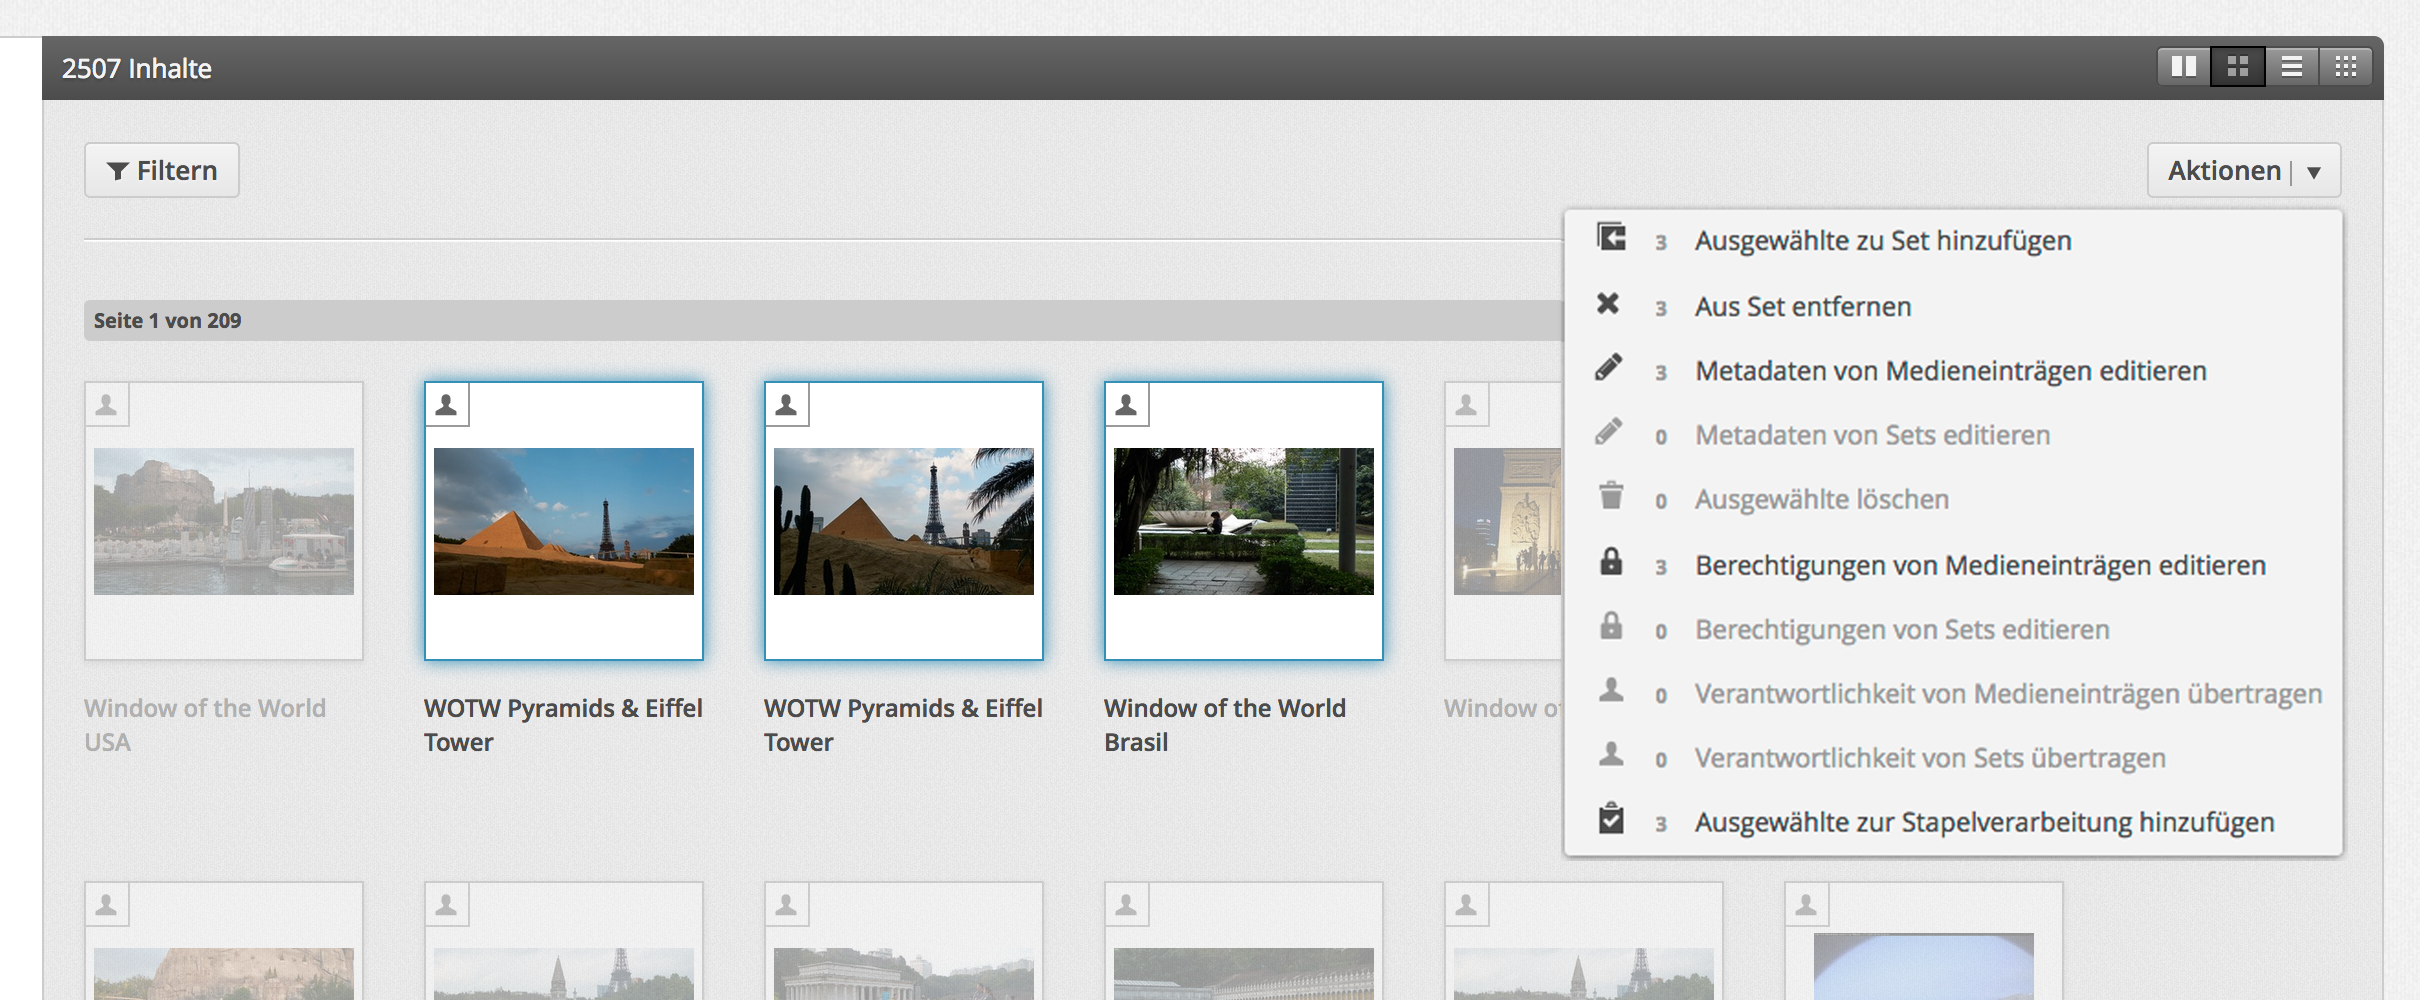 2507 Inhalte
Filtern
Aktionen
3 Ausgewählte zu Set hinzufügen
3 Aus Set entfernen
3 Metadaten von Medieneinträgen editieren
0 Metadaten von Sets editieren
0 Ausgewählte löschen
3 Berechtigungen von Medieneinträgen editieren
0 Berechtigungen von Sets editieren
0 Verantwortlichkeit von Medieneinträgen übertragen
0 Verantwortlichkeit von Sets übertragen
3 Ausgewählte zur Stapelverarbeitung hinzufügen
Seite 1 von 209
Window of the World
USA
WOTW Pyramids & Eiffel
Tower
WOTW Pyramids & Eiffel
Tower
Window of the World
Brasil
Window of